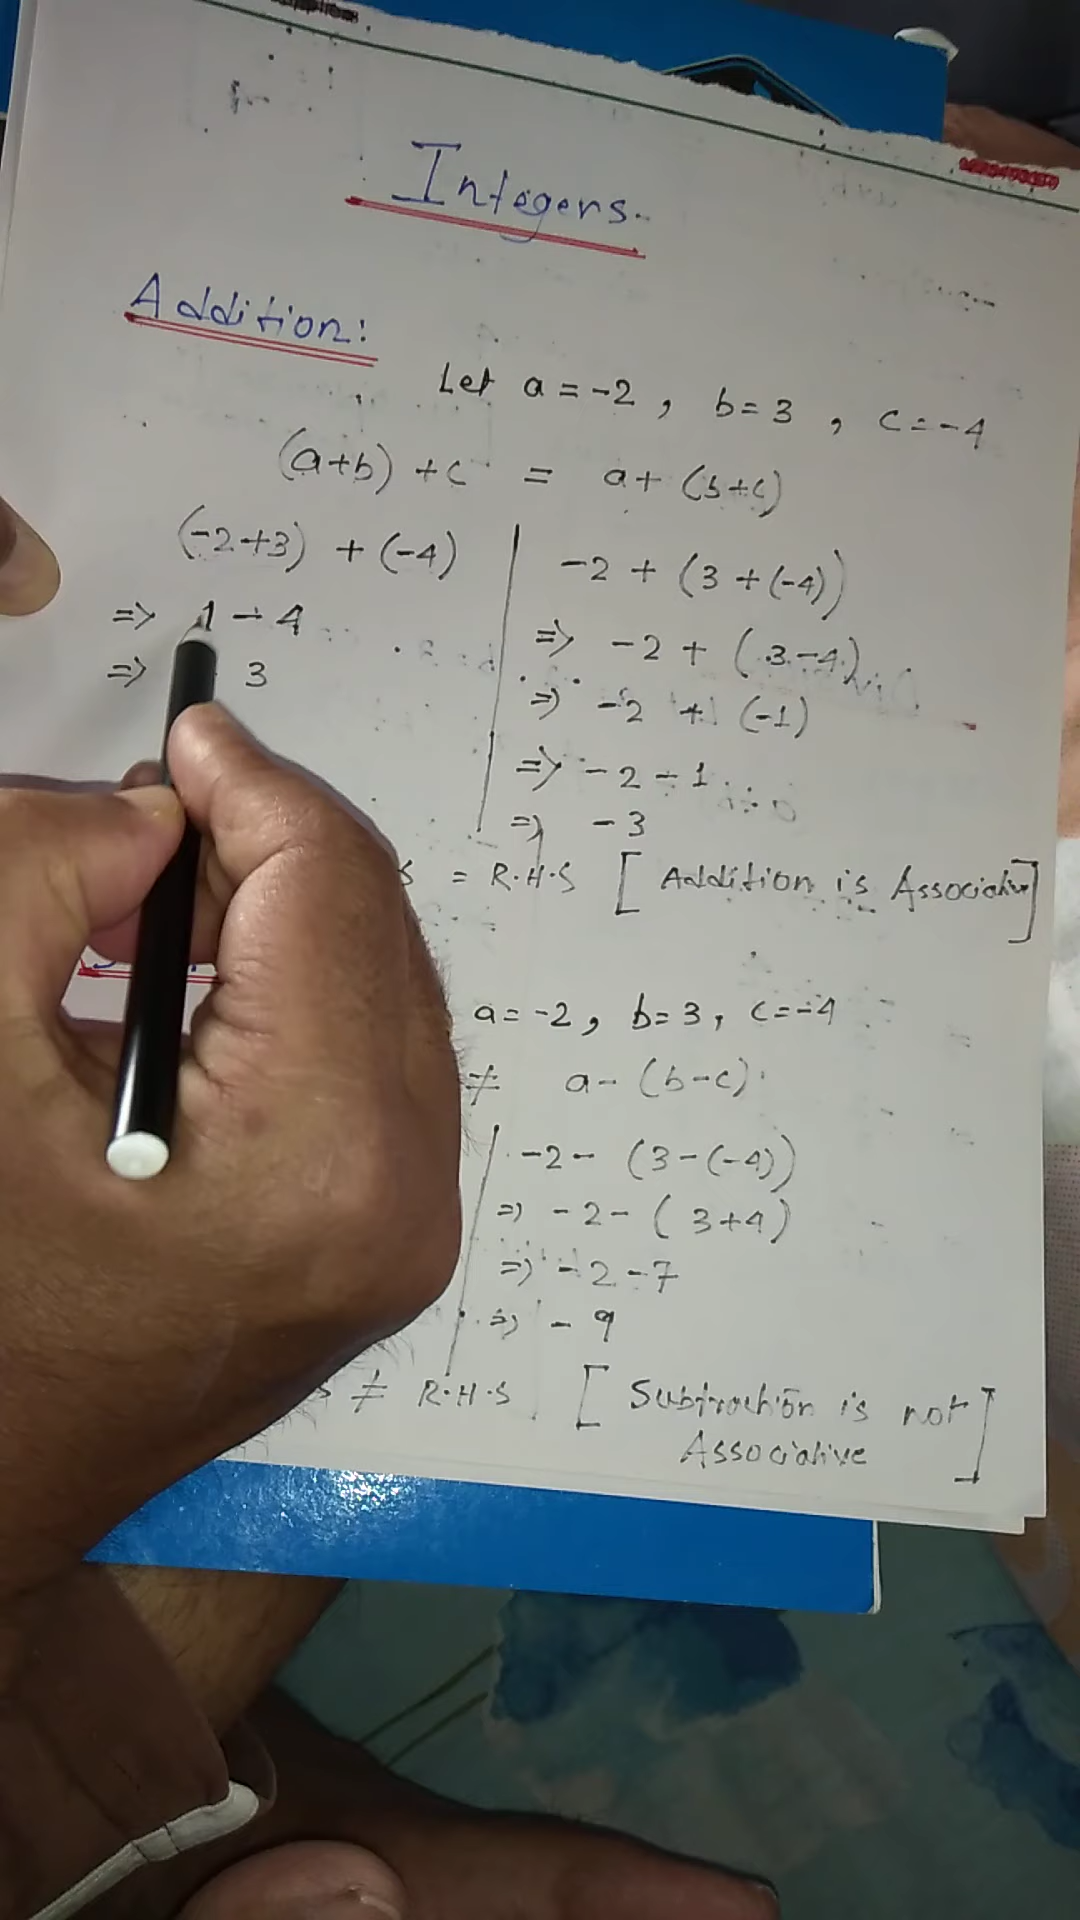 Integers.
Addition:
Let a = -2 , b = 3 , c = -4
(a+b) + c = a + (b+c)
(-2+3) + (-4)
=> 1 - 4
=> 3
-2 + (3 + (-4))
=> -2 + (3-4)
=> -2 + (-1)
=> -2 - 1
=> -3
S = R.H.S [Addition is Associative]
a = -2, b = 3, c = -4
≠ a - (b-c)
-2 - (3-(-4))
=> -2 - (3+4)
=> -2 - 7
=> - 9
S ≠ R.H.S [Subtraction is not
Associative]